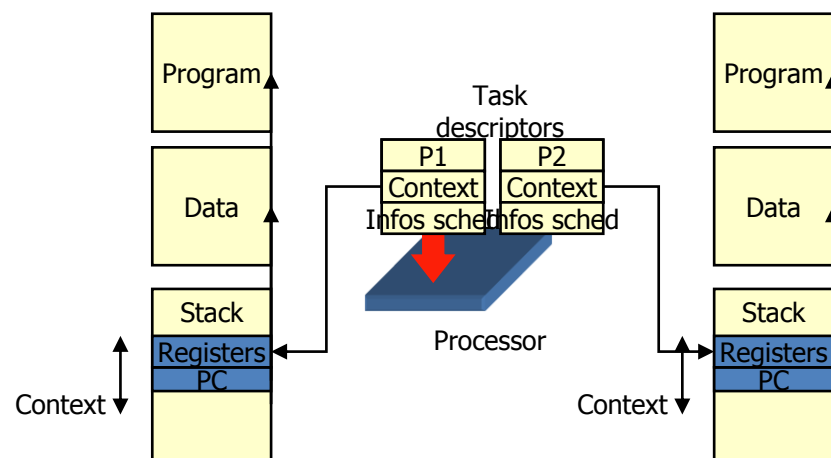 Program
Data
Stack
Registers
PC
Context
Task
descriptors
P1
Context
Infos sched
P2
Context
Infos sched
Processor
Program
Data
Stack
Registers
PC
Context